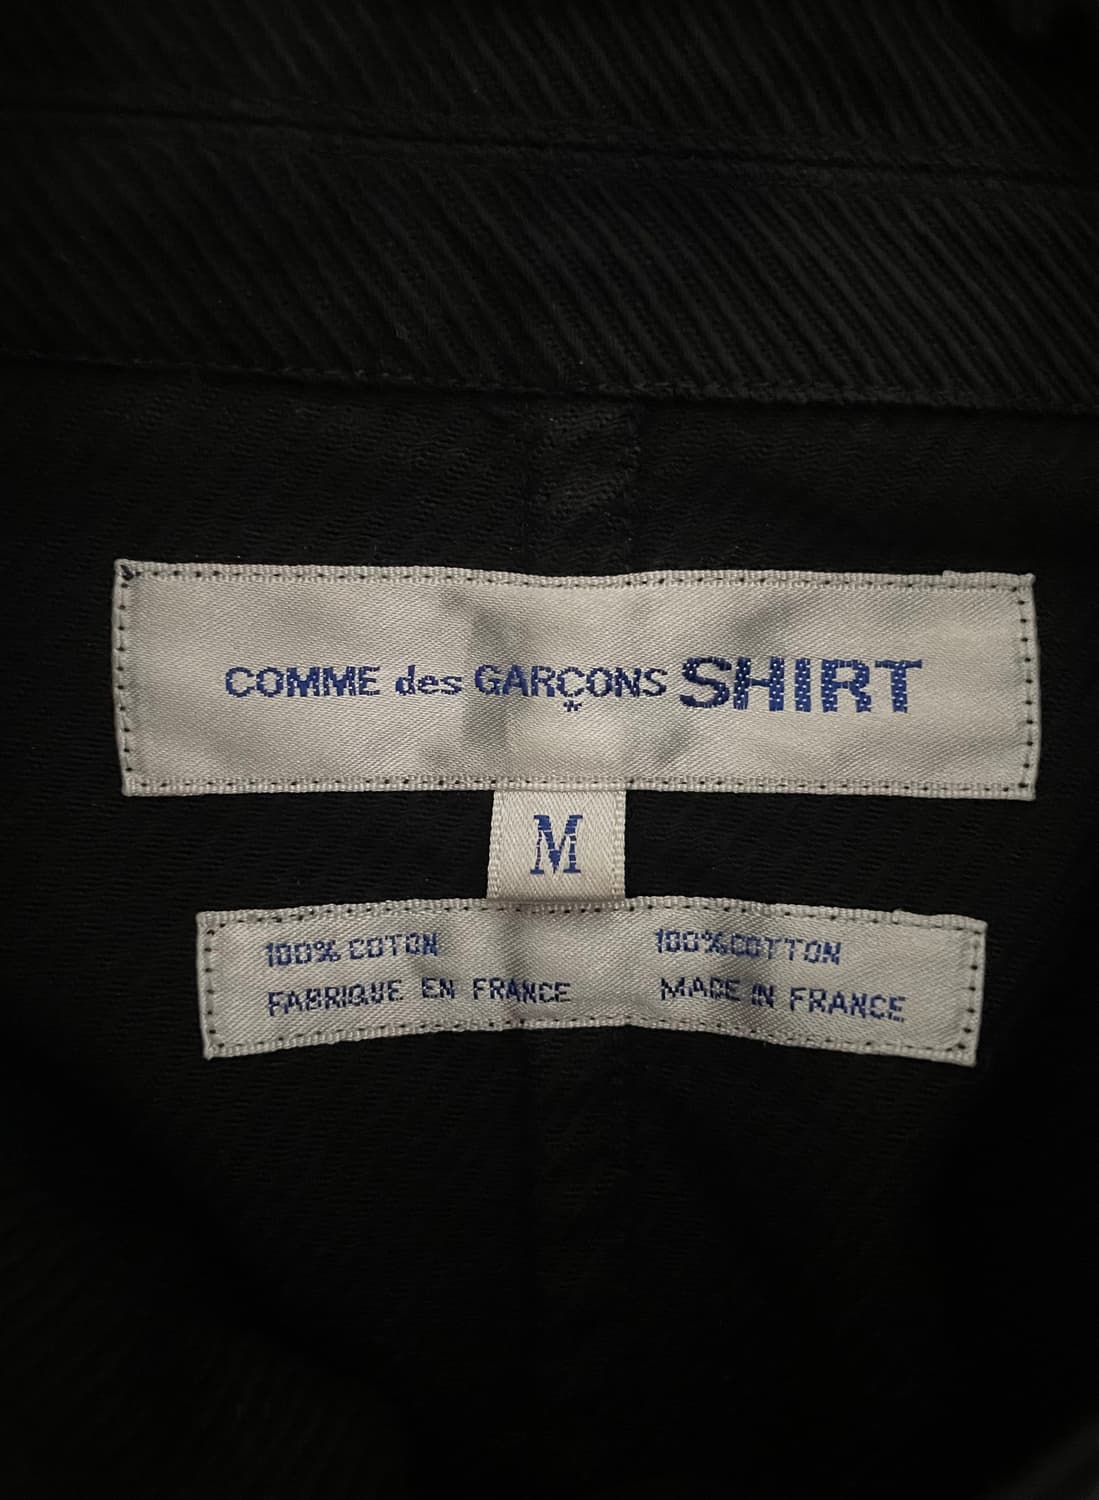 COMME des GARÇONS SHIRT
*
M
100% COTON 100% COTTON
FABRIQUE EN FRANCE MADE IN FRANCE